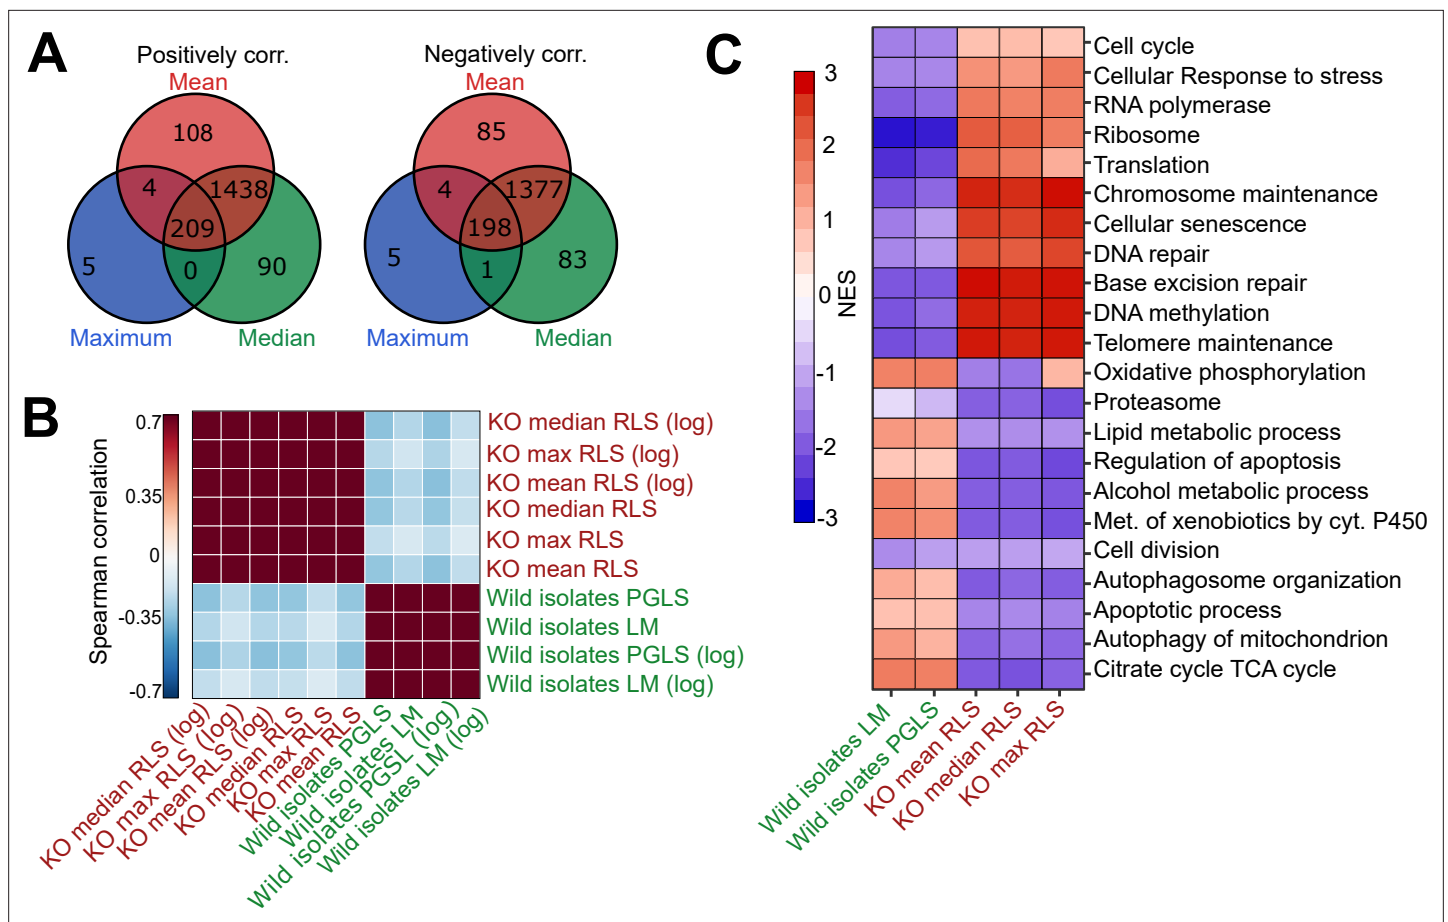 A
Positively corr.
Mean
108
4
1438
209
5
0
90
Maximum
Median
Negatively corr.
Mean
85
4
1377
198
5
1
83
Maximum
Median
B
Spearman correlation
0.7
0.35
0
-0.35
-0.7
KO median RLS (log)
KO max RLS (log)
KO mean RLS (log)
KO median RLS
KO max RLS
KO mean RLS
Wild isolates PGLS
Wild isolates LM
Wild isolates PGLS (log)
Wild isolates LM (log)
KO median RLS (log)
KO max RLS (log)
KO mean RLS (log)
KO median RLS
KO max RLS
KO mean RLS
Wild isolates PGLS
Wild isolates LM
Wild isolates PGSL (log)
Wild isolates LM (log)
C
3
2
1
0
-1
-2
-3
NES
Cell cycle
Cellular Response to stress
RNA polymerase
Ribosome
Translation
Chromosome maintenance
Cellular senescence
DNA repair
Base excision repair
DNA methylation
Telomere maintenance
Oxidative phosphorylation
Proteasome
Lipid metabolic process
Regulation of apoptosis
Alcohol metabolic process
Met. of xenobiotics by cyt. P450
Cell division
Autophagosome organization
Apoptotic process
Autophagy of mitochondrion
Citrate cycle TCA cycle
Wild isolates LM
Wild isolates PGLS
KO mean RLS
KO median RLS
KO max RLS